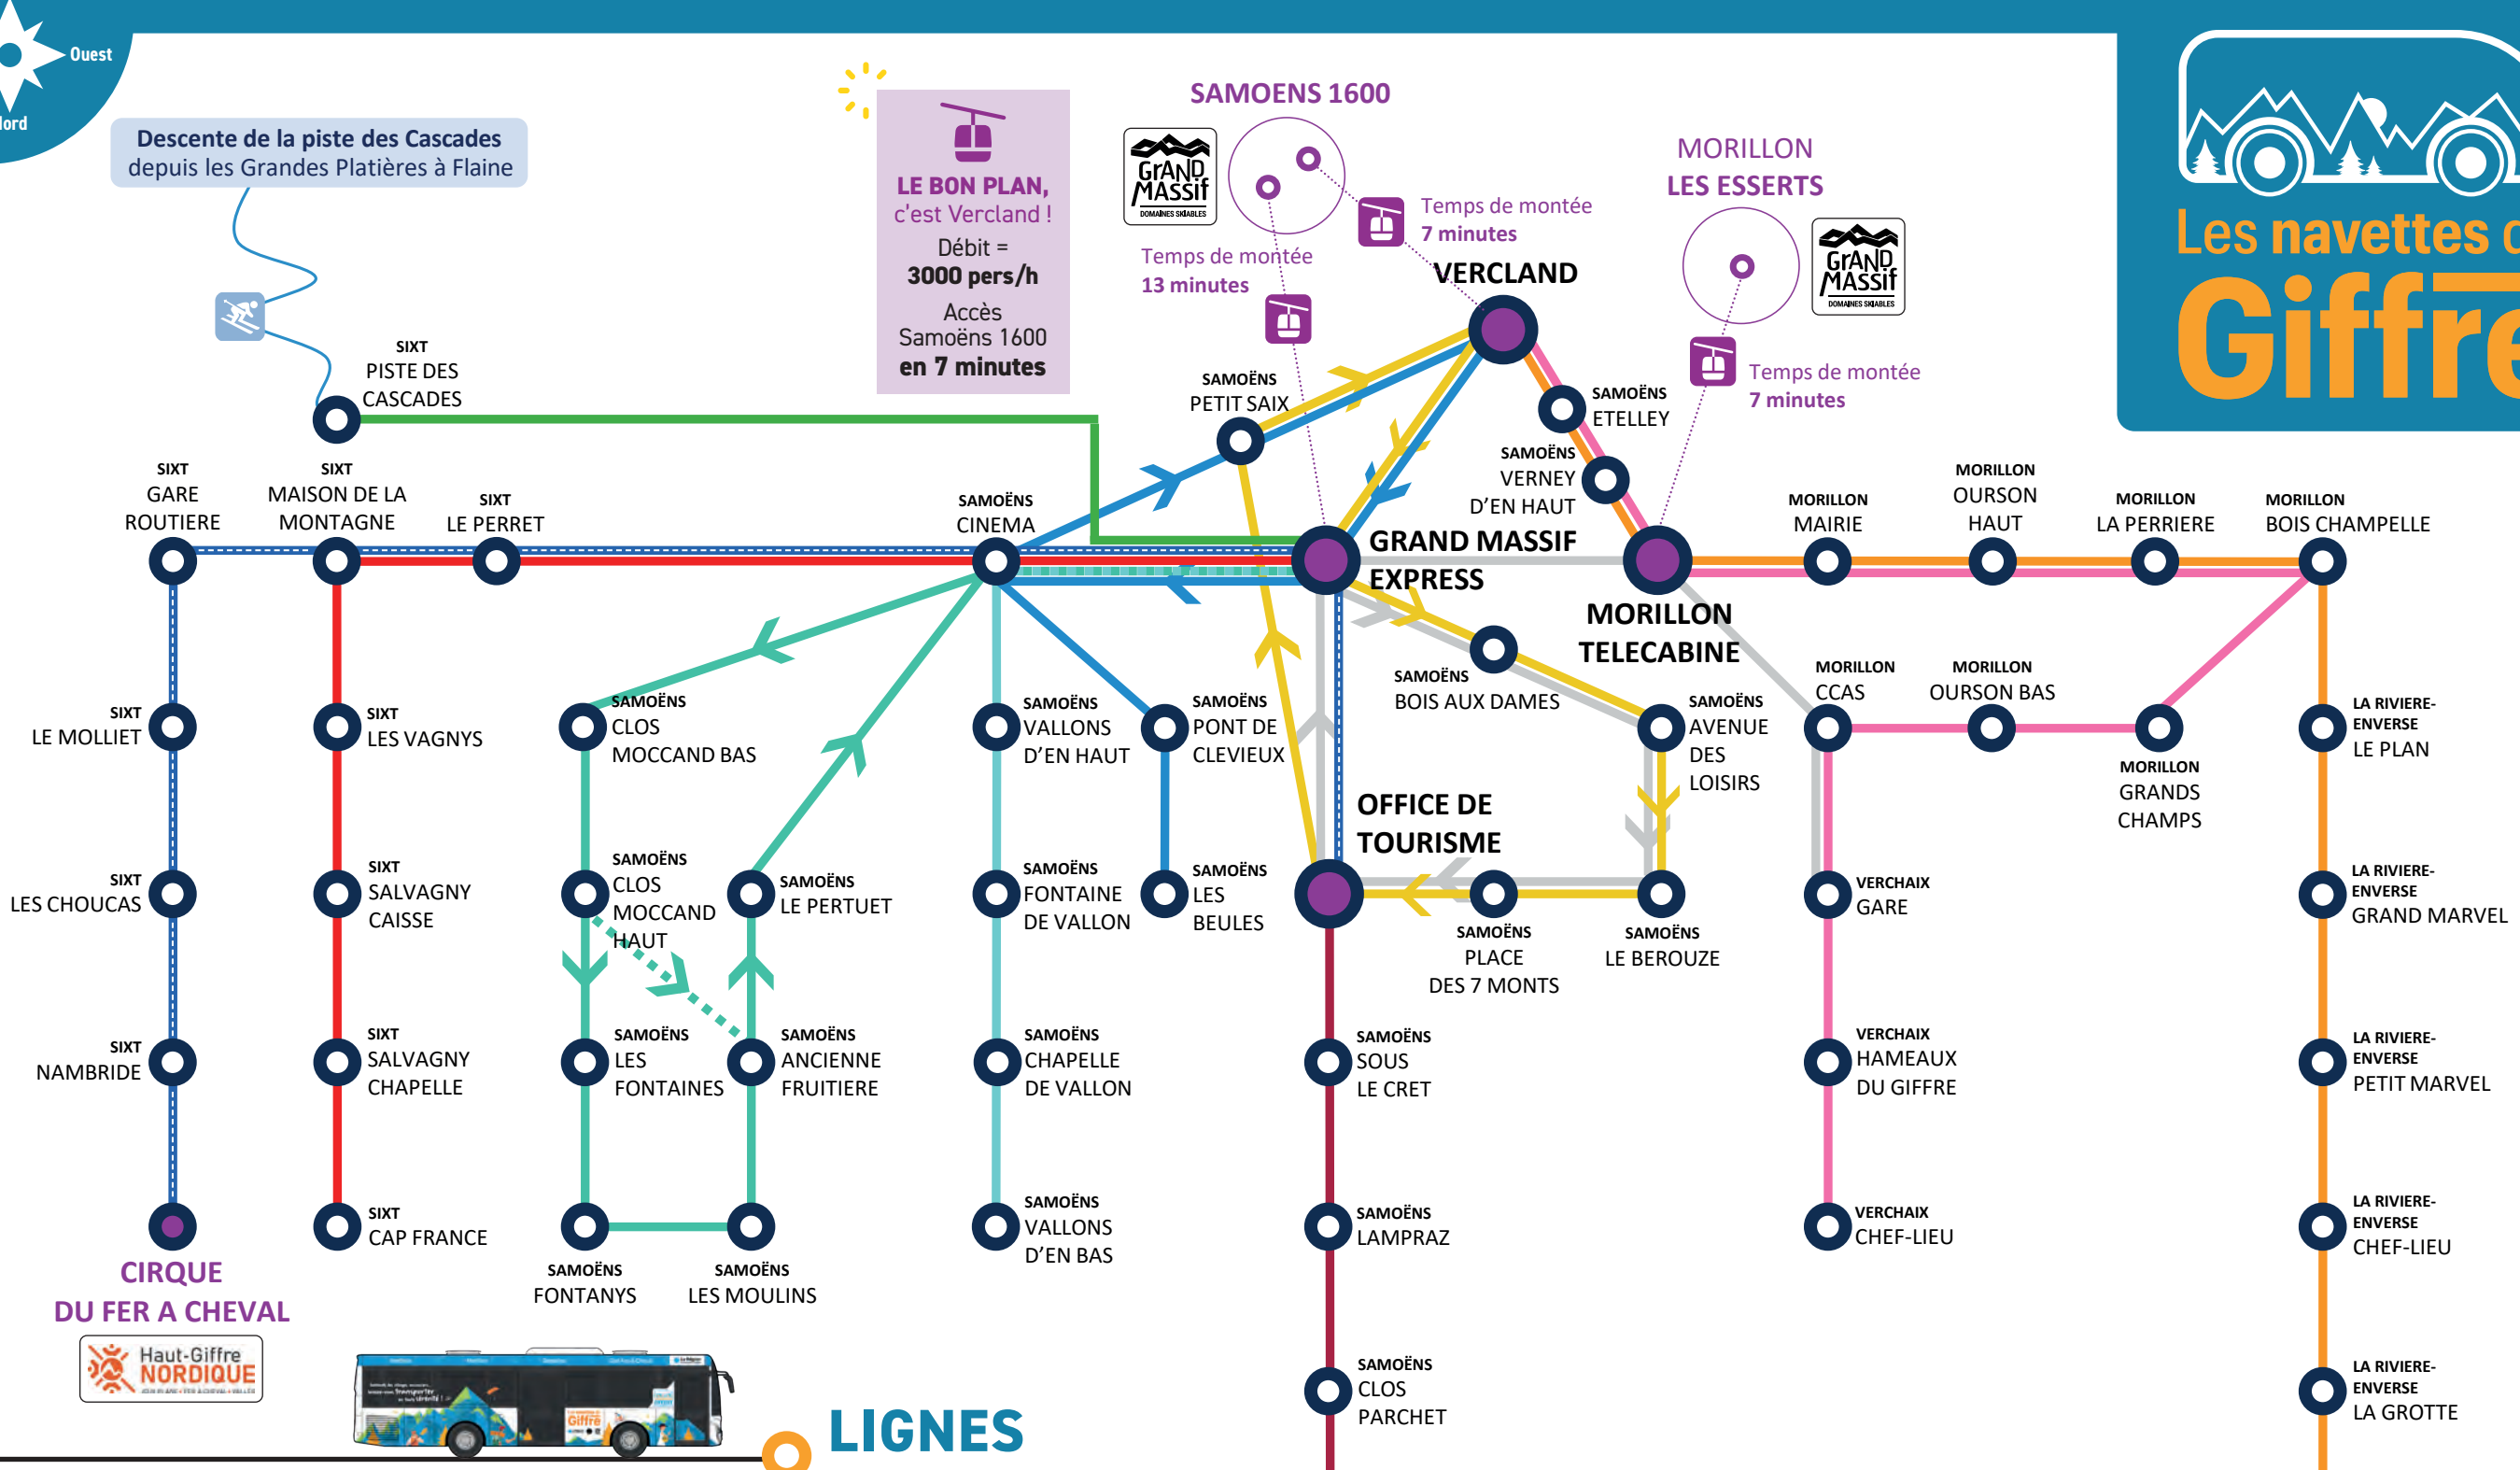 Ouest
Descente de la piste des Cascades
depuis les Grandes Platières à Flaine
LE BON PLAN,
c'est Vercland !
Débit =
3000 pers/h
Accès
Samoëns 1600
en 7 minutes
SAMOENS 1600
GRAND
MASSIF
DOMAINES SKIABLES
Temps de montée
13 minutes
Temps de montée
7 minutes
MORILLON
LES ESSERTS
GRAND
MASSIF
DOMAINES SKIABLES
Temps de montée
7 minutes
Les navettes
Giffre
VERCLAND
SIXT
PISTE DES
CASCADES
SAMOËNS
PETIT SAIX
SAMOËNS
ETELLEY
SAMOËNS
VERNEY
D'EN HAUT
SIXT
GARE
ROUTIERE
SIXT
MAISON DE LA
MONTAGNE
SIXT
LE PERRET
SAMOËNS
CINEMA
GRAND MASSIF
EXPRESS
MORILLON
TELECABINE
MORILLON
MAIRIE
MORILLON
OURSON
HAUT
MORILLON
LA PERRIERE
MORILLON
BOIS CHAMPELLE
SIXT
LE MOLLIET
SIXT
LES VAGNYS
SAMOËNS
CLOS
MOCCAND BAS
SAMOËNS
VALLONS
D'EN HAUT
SAMOËNS
PONT DE
CLEVIEUX
SAMOËNS
BOIS AUX DAMES
SAMOËNS
AVENUE
DES
LOISIRS
MORILLON
CCAS
MORILLON
OURSON BAS
MORILLON
GRANDS
CHAMPS
LA RIVIERE-
ENVERSE
LE PLAN
OFFICE DE
TOURISME
SIXT
LES CHOUCAS
SIXT
SALVAGNY
CAISSE
SAMOËNS
CLOS
MOCCAND
HAUT
SAMOËNS
LE PERTUET
SAMOËNS
FONTAINE
DE VALLON
SAMOËNS
LES
BEULES
SAMOËNS
PLACE
DES 7 MONTS
SAMOËNS
LE BEROUZE
VERCHAIX
GARE
LA RIVIERE-
ENVERSE
GRAND MARVEL
SIXT
NAMBRIDE
SIXT
SALVAGNY
CHAPELLE
SAMOËNS
LES
FONTAINES
SAMOËNS
ANCIENNE
FRUITIERE
SAMOËNS
CHAPELLE
DE VALLON
SAMOËNS
SOUS
LE CRET
VERCHAIX
HAMEAUX
DU GIFFRE
LA RIVIERE-
ENVERSE
PETIT MARVEL
CIRQUE
DU FER A CHEVAL
SIXT
CAP FRANCE
SAMOËNS
FONTANYS
SAMOËNS
LES MOULINS
SAMOËNS
VALLONS
D'EN BAS
SAMOËNS
LAMPRAZ
VERCHAIX
CHEF-LIEU
LA RIVIERE-
ENVERSE
CHEF-LIEU
Haut-Giffre
NORDIQUE
Giffre
SAMOËNS
CLOS
PARCHET
LA RIVIERE-
ENVERSE
LA GROTTE
LIGNES